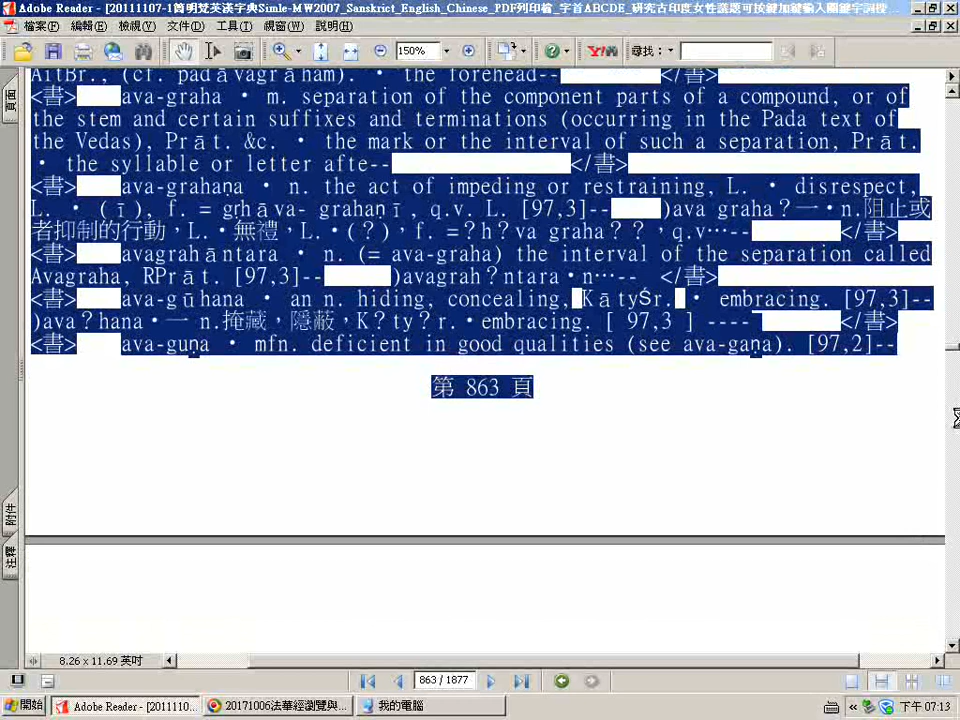 Adobe Reader - [20111107-1簡明梵英漢字典Simle-MW2007_Sanskrict_English_Chinese_PDF列印檔_字首ABCDE_研究古印度女性議題可按鍵加鍵輸入關鍵字詞搜
檔案(F) 編輯(E) 檢視(V) 文件(D) 工具(T) 視窗(W) 說明(H)
150% 尋找：
頁面
AitBr., (cf. padāvagrāham). • the forehead-- </書>
<書> ava-graha • m. separation of the component parts of a compound, or of
the stem and certain suffixes and terminations (occurring in the Pada text of
the Vedas), Prāt. &c. • the mark or the interval of such a separation, Prāt.
• the syllable or letter afte-- </書>
<書> ava-grahaṇa • n. the act of impeding or restraining, L. • disrespect,
L. • (ī), f. = gṛhāva- grahaṇī, q.v. L. [97,3]-- )ava graha？一•n.阻止或
者抑制的行動，L.•無禮，L.•(？)，f. =？h？va graha？？，q.v…-- </書>
<書> avagrahāntara • n. (= ava-graha) the interval of the separation called
Avagraha, RPrāt. [97,3]-- )avagrah？ntara•n…-- </書>
<書> ava-gūhana • an n. hiding, concealing, KātyŚr. • embracing. [97,3]--
)ava？hana•一 n.掩藏，隱蔽，K？ty？r.•embracing. [ 97,3 ] ---- </書>
<書> ava-guṇa • mfn. deficient in good qualities (see ava-gaṇa). [97,2]--
第 863 頁
附件
注釋
8.26 x 11.69 英吋
863 / 1877
開始 Adobe Reader - [2011110... 20171006法華經瀏覽與... 我的電腦 下午 07:13